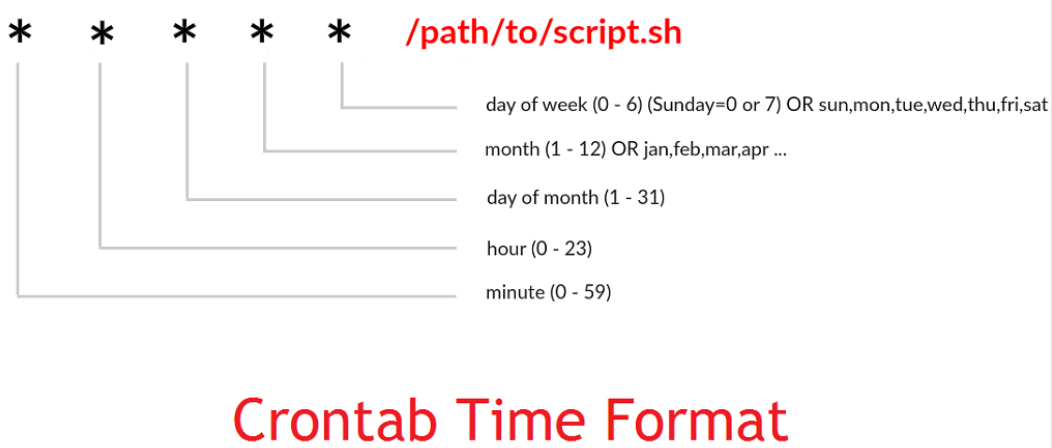 * * * * * /path/to/script.sh
day of week (0 - 6) (Sunday=0 or 7) OR sun,mon,tue,wed,thu,fri,sat
month (1 - 12) OR jan,feb,mar,apr ...
day of month (1 - 31)
hour (0 - 23)
minute (0 - 59)
Crontab Time Format